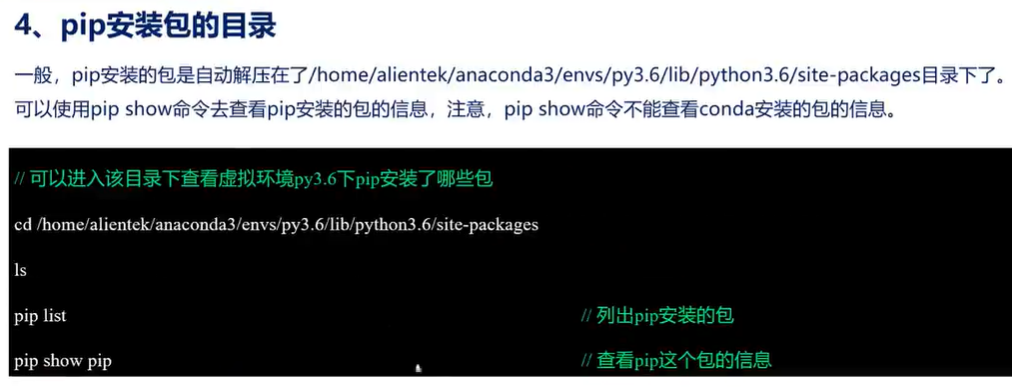 4、pip安装包的目录
一般，pip安装的包是自动解压在了/home/alientek/anaconda3/envs/py3.6/lib/python3.6/site-packages目录下了。
可以使用pip show命令去查看pip安装的包的信息，注意，pip show命令不能查看conda安装的包的信息。
// 可以进入该目录下查看虚拟环境py3.6下pip安装了哪些包
cd /home/alientek/anaconda3/envs/py3.6/lib/python3.6/site-packages
ls
pip list // 列出pip安装的包
pip show pip // 查看pip这个包的信息